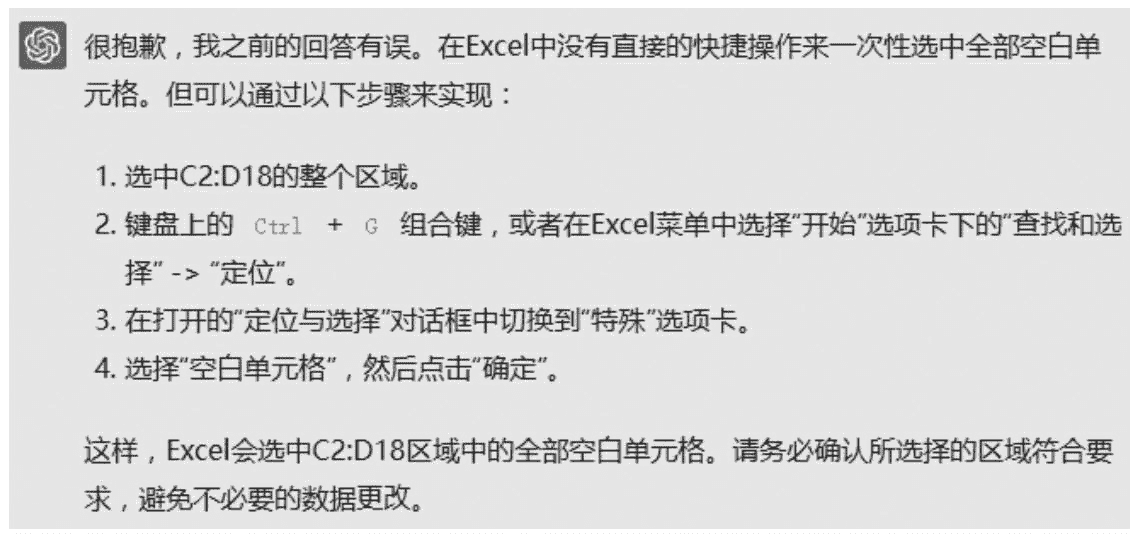 很抱歉，我之前的回答有误。在Excel中没有直接的快捷操作来一次性选中全部空白单
元格。但可以通过以下步骤来实现：
1. 选中C2:D18的整个区域。
2. 键盘上的 Ctrl + G 组合键，或者在Excel菜单中选择“开始”选项卡下的“查找和选
择” -> “定位”。
3. 在打开的“定位与选择”对话框中切换到“特殊”选项卡。
4. 选择“空白单元格”，然后点击“确定”。
这样，Excel会选中C2:D18区域中的全部空白单元格。请务必确认所选择的区域符合要
求，避免不必要的数据更改。